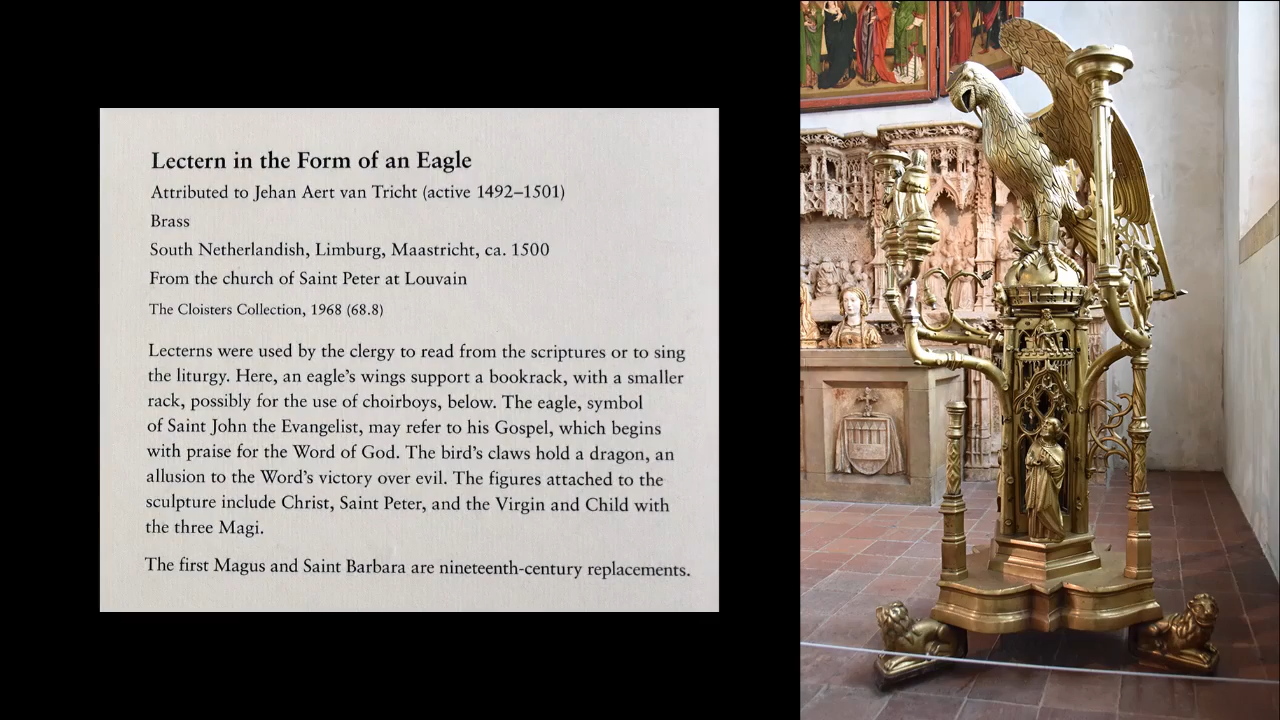 Lectern in the Form of an Eagle
Attributed to Jehan Aert van Tricht (active 1492–1501)
Brass
South Netherlandish, Limburg, Maastricht, ca. 1500
From the church of Saint Peter at Louvain
The Cloisters Collection, 1968 (68.8)
Lecterns were used by the clergy to read from the scriptures or to sing
the liturgy. Here, an eagle’s wings support a bookrack, with a smaller
rack, possibly for the use of choirboys, below. The eagle, symbol
of Saint John the Evangelist, may refer to his Gospel, which begins
with praise for the Word of God. The bird’s claws hold a dragon, an
allusion to the Word’s victory over evil. The figures attached to the
sculpture include Christ, Saint Peter, and the Virgin and Child with
the three Magi.
The first Magus and Saint Barbara are nineteenth-century replacements.